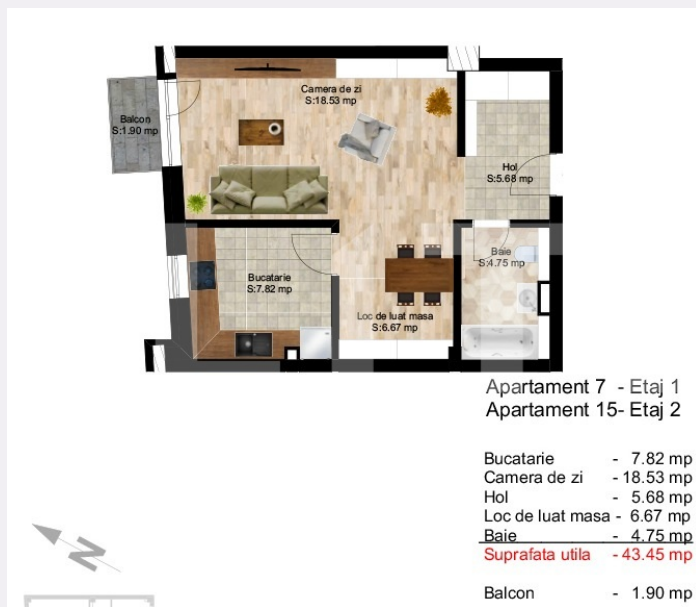 Camera de zi
S:18.53 mp
Balcon
S:1.90 mp
Hol
S:5.68 mp
Baie
S:4.75 mp
Bucatarie
S:7.82 mp
Loc de luat masa
S:6.67 mp
Apartament 7 - Etaj 1
Apartament 15- Etaj 2
Bucatarie - 7.82 mp
Camera de zi - 18.53 mp
Hol - 5.68 mp
Loc de luat masa - 6.67 mp
Baie - 4.75 mp
Suprafata utila - 43.45 mp
Balcon - 1.90 mp
N